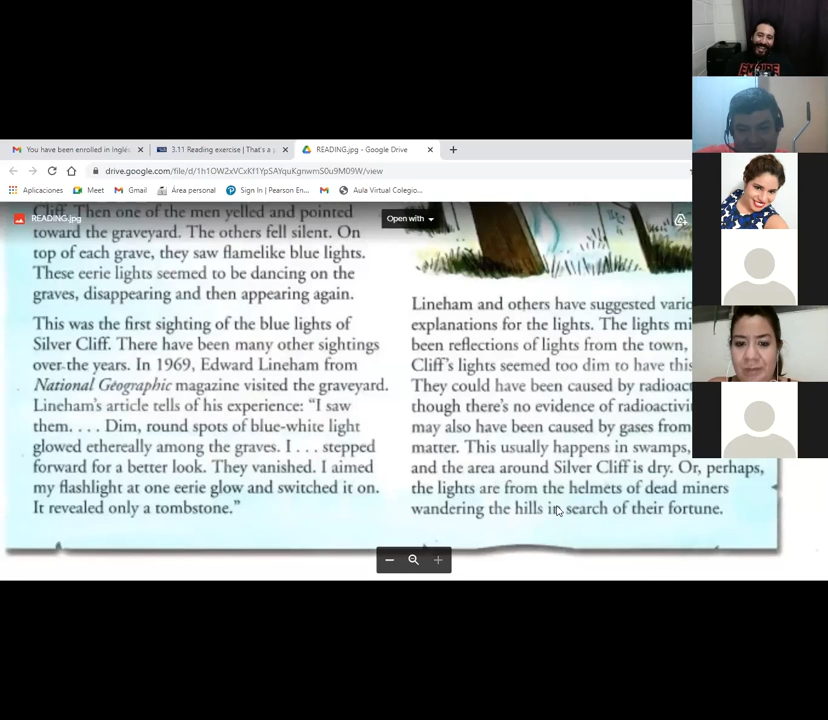 EMPIRE
You have been enrolled in Inglé
3.11 Reading exercise | That's a
READING.jpg - Google Drive
drive.google.com/file/d/1h1OW2xVCxKf1YpSAYquKgnwmS0u9M09W/view
Aplicaciones Meet Gmail Área personal Sign In | Pearson En... Aula Virtual Colegio...
READING.jpg Open with
Cliff. Then one of the men yelled and pointed
toward the graveyard. The others fell silent. On
top of each grave, they saw flamelike blue lights.
These eerie lights seemed to be dancing on the
graves, disappearing and then appearing again.
This was the first sighting of the blue lights of
Silver Cliff. There have been many other sightings
over the years. In 1969, Edward Lineham from
National Geographic magazine visited the graveyard.
Lineham's article tells of his experience: "I saw
them. . . . Dim, round spots of blue-white light
glowed ethereally among the graves. I . . . stepped
forward for a better look. They vanished. I aimed
my flashlight at one eerie glow and switched it on.
It revealed only a tombstone."
Lineham and others have suggested vario
explanations for the lights. The lights mi
been reflections of lights from the town,
Cliff's lights seemed too dim to have this
They could have been caused by radioac
though there's no evidence of radioactivi
may also have been caused by gases from
matter. This usually happens in swamps,
and the area around Silver Cliff is dry. Or, perhaps,
the lights are from the helmets of dead miners
wandering the hills in search of their fortune.